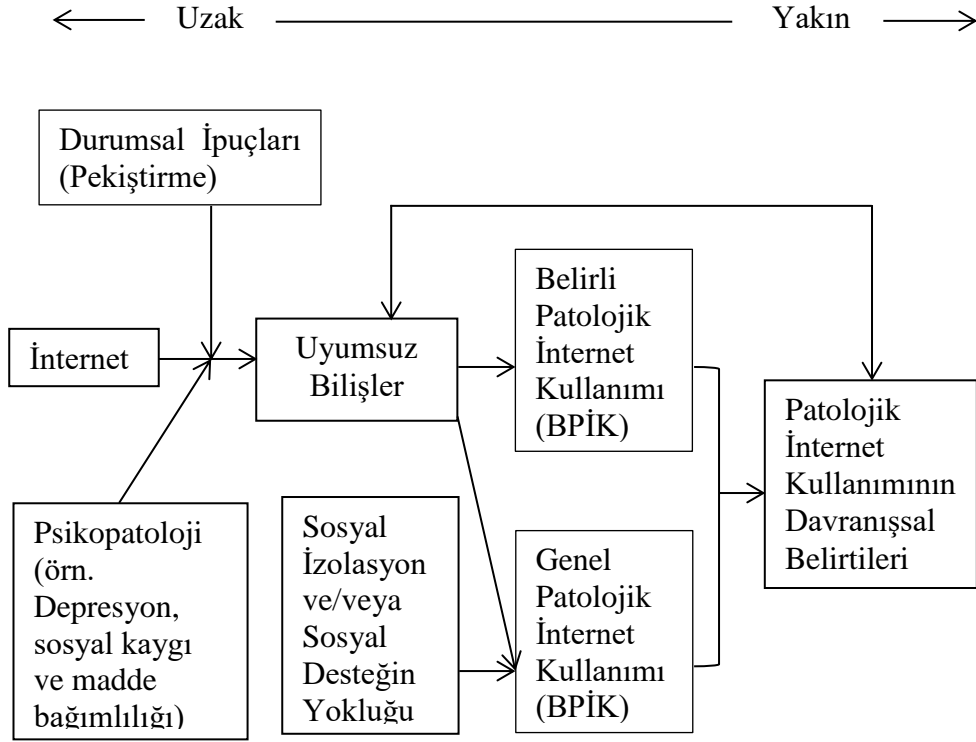 Uzak
Yakın
Durumsal İpuçları
(Pekiştirme)
İnternet
Uyumsuz
Bilişler
Belirli
Patolojik
İnternet
Kullanımı
(BPİK)
Patolojik
İnternet
Kullanımının
Davranışsal
Belirtileri
Psikopatoloji
(örn.
Depresyon,
sosyal kaygı
ve madde
bağımlılığı)
Sosyal
İzolasyon
ve/veya
Sosyal
Desteğin
Yokluğu
Genel
Patolojik
İnternet
Kullanımı
(BPİK)